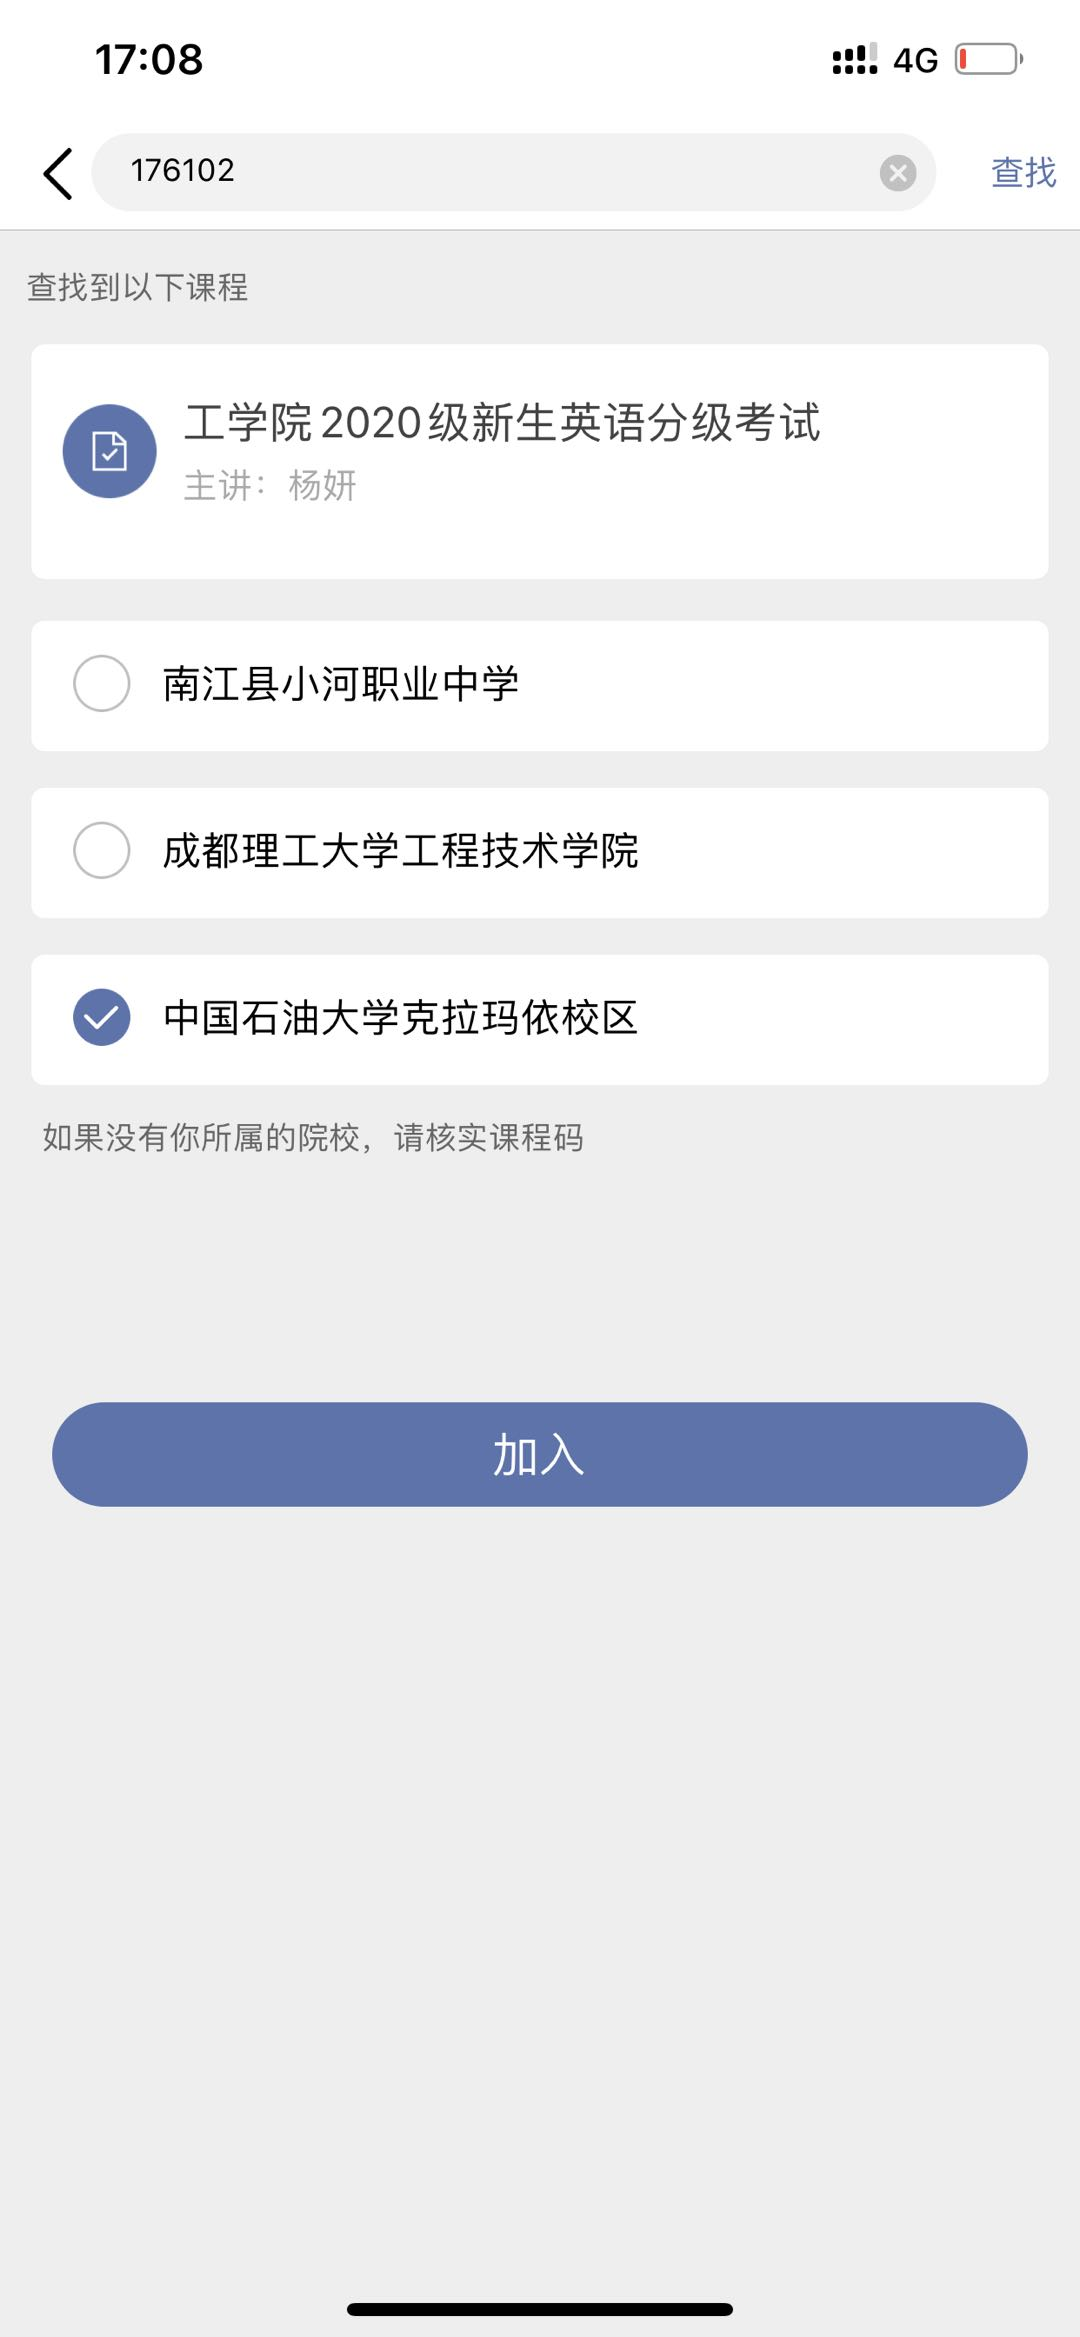 17:08
4G
176102
查找
查找到以下课程
工学院2020级新生英语分级考试
主讲：杨妍
南江县小河职业中学
成都理工大学工程技术学院
中国石油大学克拉玛依校区
如果没有你所属的院校，请核实课程码
加入